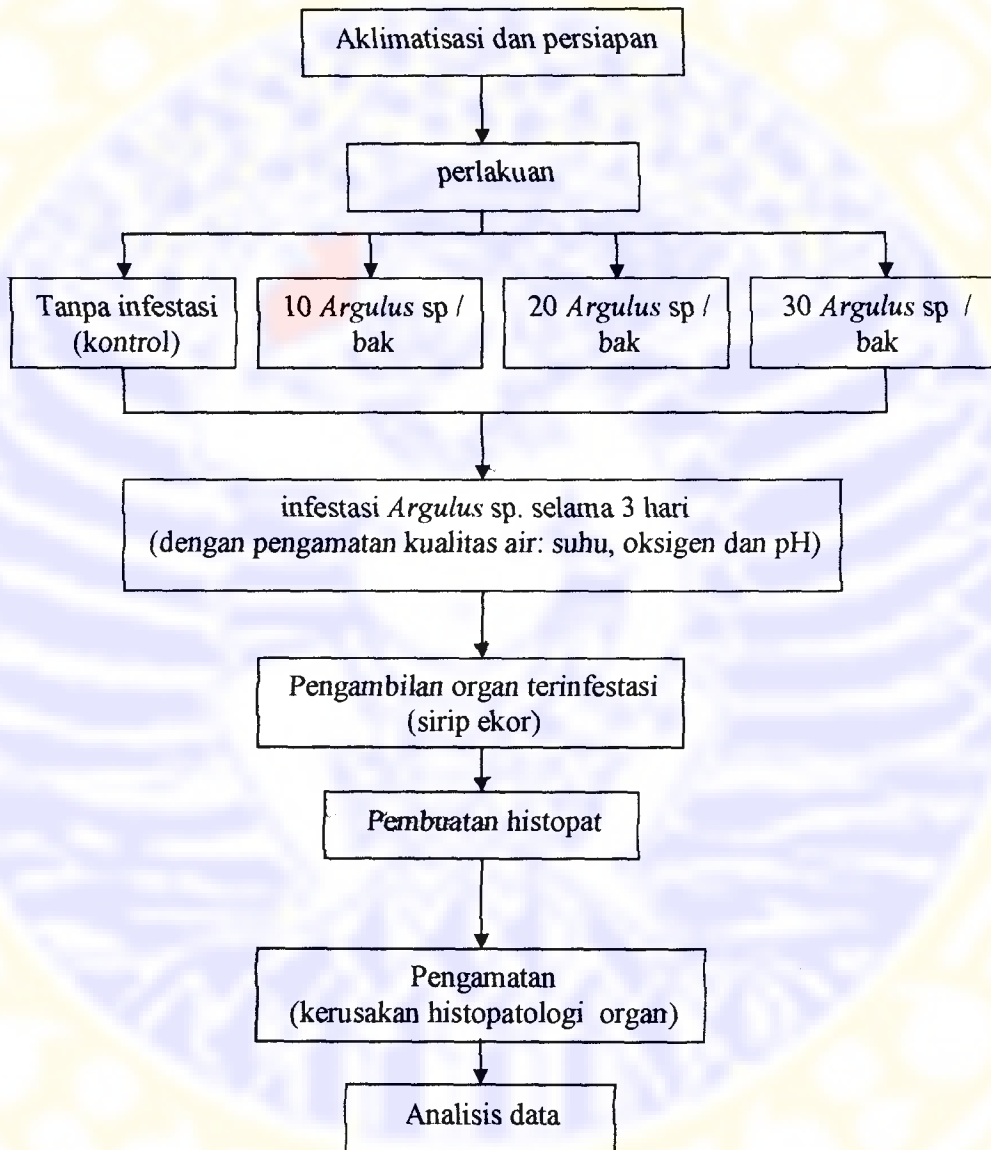 Aklimatisasi dan persiapan
perlakuan
Tanpa infestasi
(kontrol)
10 Argulus sp /
bak
20 Argulus sp /
bak
30 Argulus sp /
bak
infestasi Argulus sp. selama 3 hari
(dengan pengamatan kualitas air: suhu, oksigen dan pH)
Pengambilan organ terinfestasi
(sirip ekor)
Pembuatan histopat
Pengamatan
(kerusakan histopatologi organ)
Analisis data